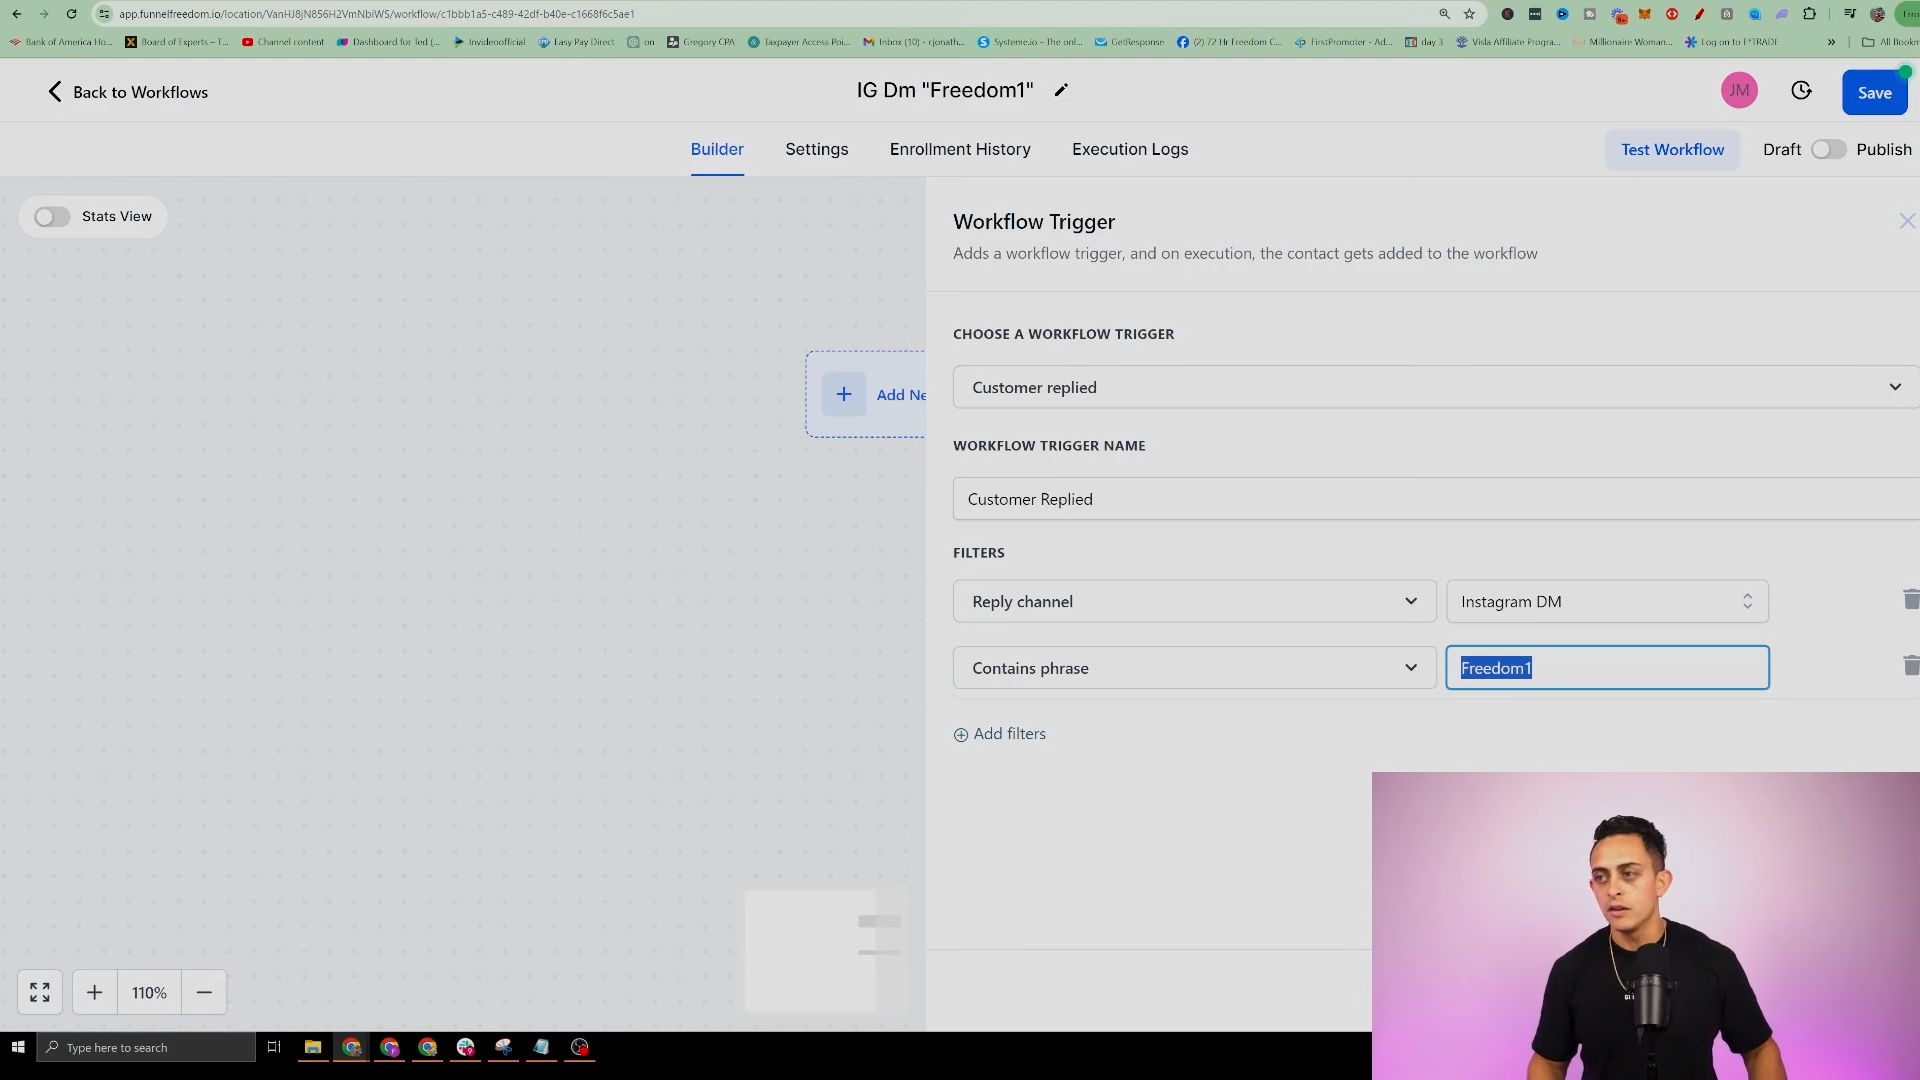 app.funnelfreedom.io/location/VanHJ8jN856H2VmNbiWS/workflow/c1bbb1a5-c489-42df-b40e-c1668f6c5ae1
Bank of America Ho...
Board of Experts – T...
Channel content
Dashboard for Ted (...
Invideoofficial
Easy Pay Direct
on
Gregory CPA
Taxpayer Access Poi...
Inbox (10) - cjonath...
Systeme.io - The onl...
GetResponse
(2) 72 Hr Freedom C...
FirstPromoter - Ad...
day 3
Visla Affiliate Progra...
Millionaire Woman...
Log on to E*TRADE
»
All Bookm
Back to Workflows
IG Dm "Freedom1"
JM
Save
Builder
Settings
Enrollment History
Execution Logs
Test Workflow
Draft
Publish
Stats View
Workflow Trigger
Adds a workflow trigger, and on execution, the contact gets added to the workflow
CHOOSE A WORKFLOW TRIGGER
Customer replied
Add Ne
WORKFLOW TRIGGER NAME
Customer Replied
FILTERS
Reply channel
Instagram DM
Contains phrase
Freedom1
Add filters
110%
Type here to search